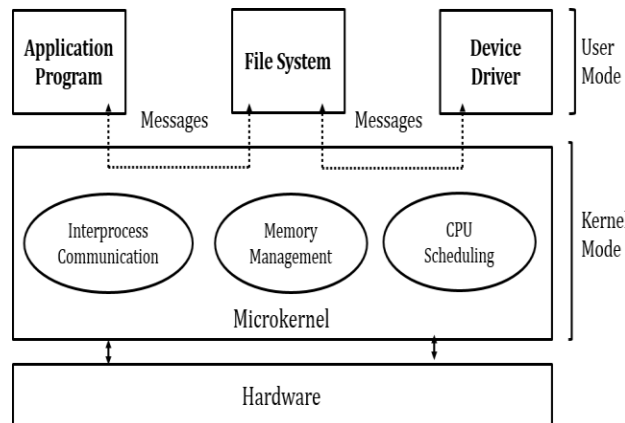 Application
Program
File System
Device
Driver
User
Mode
Messages
Messages
Interprocess
Communication
Memory
Management
CPU
Scheduling
Kernel
Mode
Microkernel
Hardware